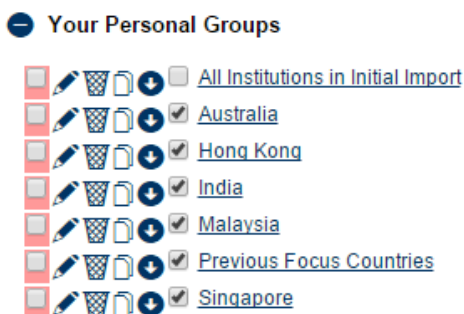 Your Personal Groups
All Institutions in Initial Import
Australia
Hong Kong
India
Malaysia
Previous Focus Countries
Singapore